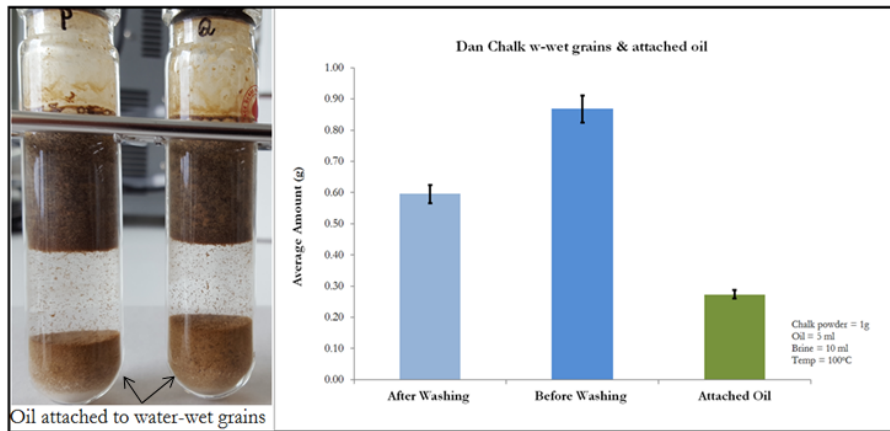 P
Q
Oil attached to water-wet grains
Dan Chalk w-wet grains & attached oil
Average Amount (g)
1.00
0.90
0.80
0.70
0.60
0.50
0.40
0.30
0.20
0.10
0.00
After Washing
Before Washing
Attached Oil
Chalk powder = 1g
Oil = 5 ml
Brine = 10 ml
Temp = 100°C